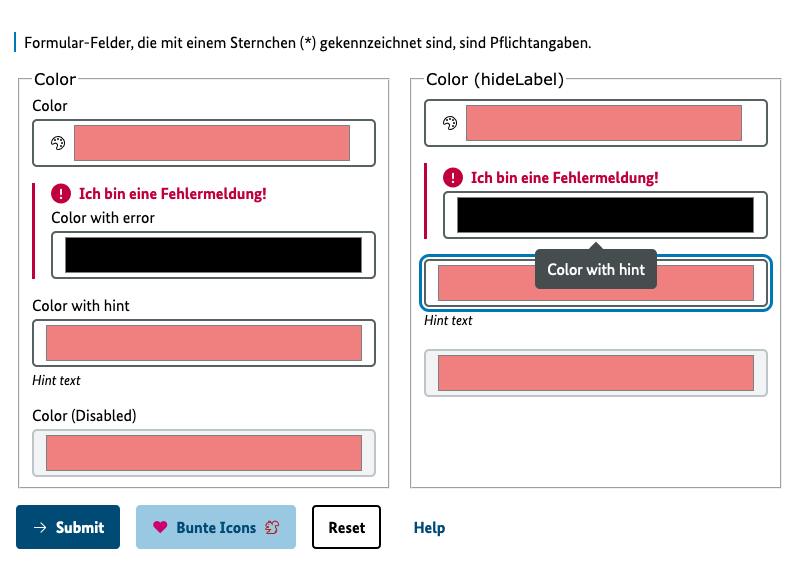 Formular-Felder, die mit einem Sternchen (*) gekennzeichnet sind, sind Pflichtangaben.
Color
Color
Ich bin eine Fehlermeldung!
Color with error
Color with hint
Hint text
Color (Disabled)
Color (hideLabel)
Ich bin eine Fehlermeldung!
Color with hint
Hint text
Submit
Bunte Icons
Reset
Help